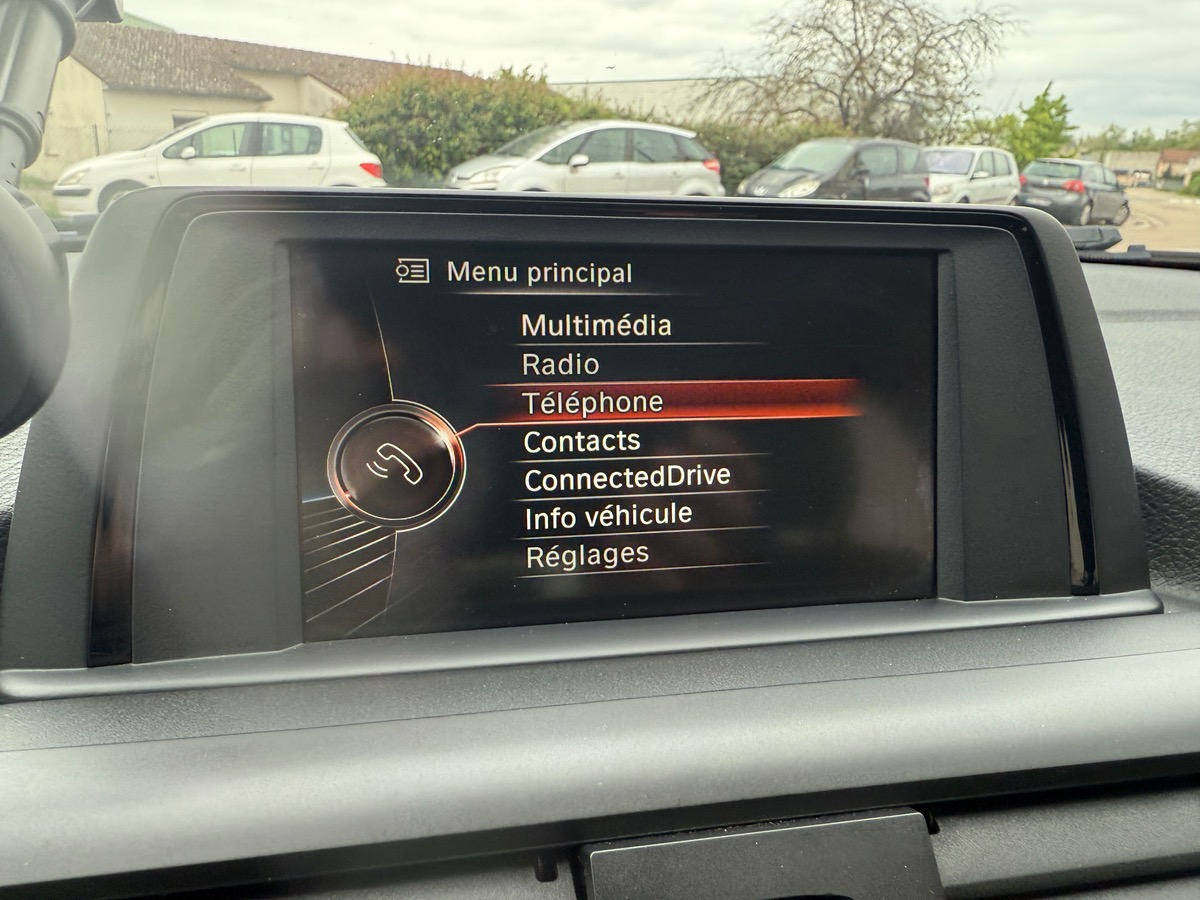 Menu principal
Multimédia
Radio
Téléphone
Contacts
ConnectedDrive
Info véhicule
Réglages